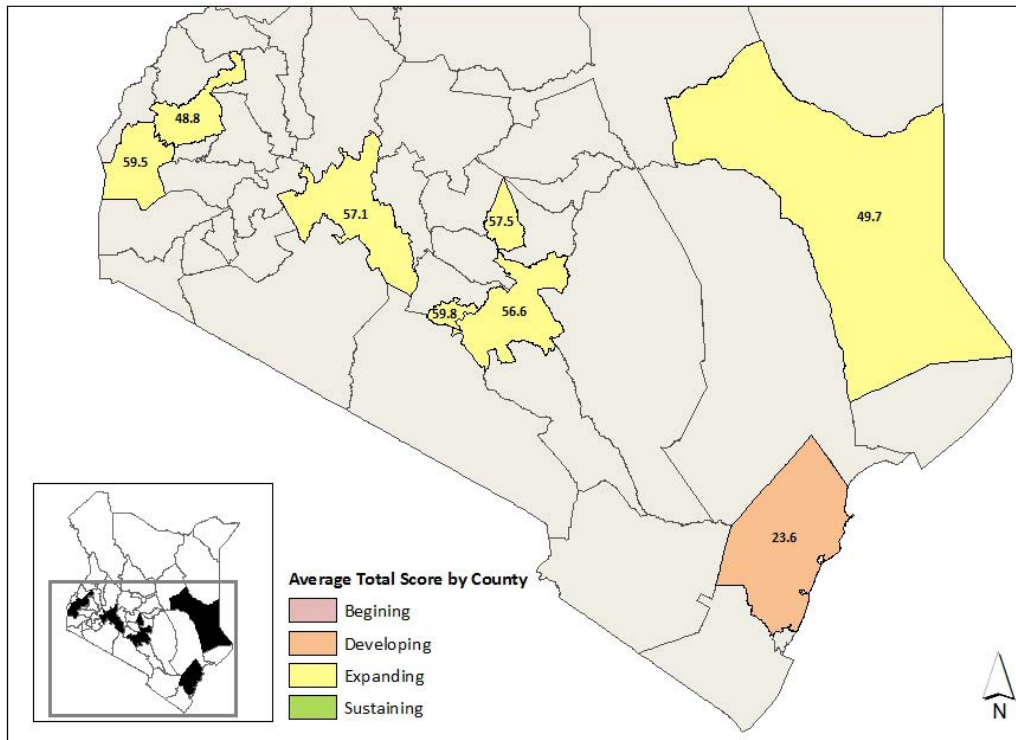 48.8
59.5
57.1
57.5
49.7
59.8
56.6
23.6
Average Total Score by County
Begining
Developing
Expanding
Sustaining
N